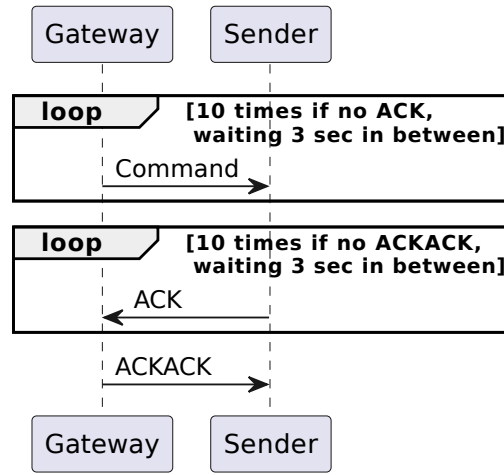 Gateway Sender
loop [10 times if no ACK,
waiting 3 sec in between]
Command
loop [10 times if no ACKACK,
waiting 3 sec in between]
ACK
ACKACK
Gateway Sender